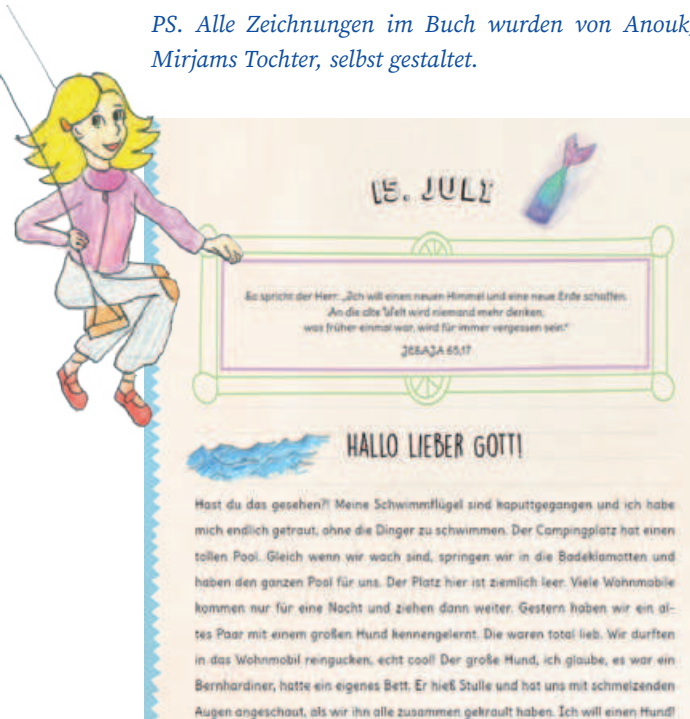 PS. Alle Zeichnungen im Buch wurden von Anouk,
Mirjams Tochter, selbst gestaltet.
15. JULI
So spricht der Herr: „Ich will einen neuen Himmel und eine neue Erde schaffen.
An die alte Welt wird niemand mehr denken,
was früher einmal war, wird für immer vergessen sein.“
JESAJA 65,17
HALLO LIEBER GOTT!
Hast du das gesehen?! Meine Schwimmflügel sind kaputtgegangen und ich habe
mich endlich getraut, ohne die Dinger zu schwimmen. Der Campingplatz hat einen
tollen Pool. Gleich wenn wir wach sind, springen wir in die Badeklamotten und
haben den ganzen Pool für uns. Der Platz hier ist ziemlich leer. Viele Wohnmobile
kommen nur für eine Nacht und ziehen dann weiter. Gestern haben wir ein al-
tes Paar mit einem großen Hund kennengelernt. Die waren total lieb. Wir durften
in das Wohnmobil reingucken, echt cool! Der große Hund, ich glaube, es war ein
Bernhardiner, hatte ein eigenes Bett. Er hieß Stulle und hat uns mit schmelzenden
Augen angeschaut, als wir ihn alle zusammen gekrault haben. Ich will einen Hund!